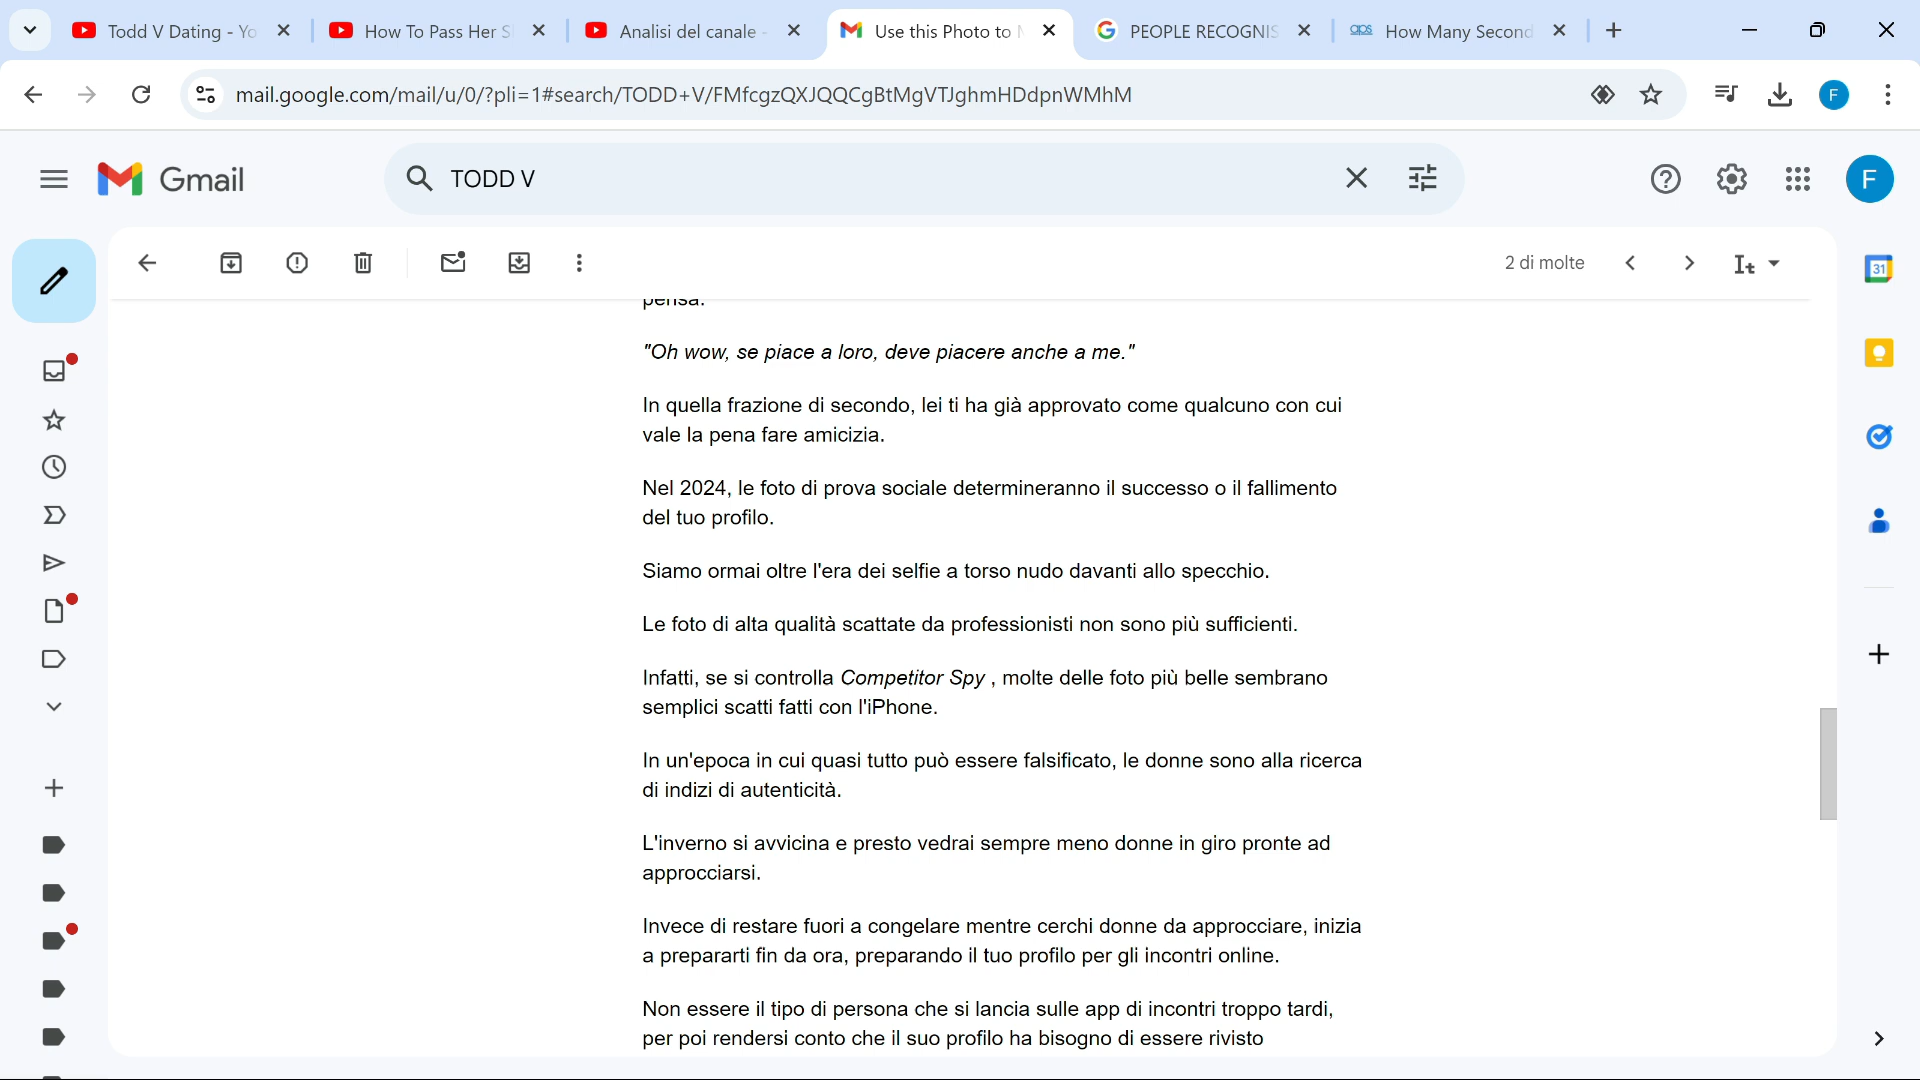 Todd V Dating - Yo
How To Pass Her S
Analisi del canale -
Use this Photo to
PEOPLE RECOGNIS
aps How Many Second
mail.google.com/mail/u/0/?pli=1#search/TODD+V/FMfcgzQXJQQCgBtMgVTJghmHDdpnWMhM
F
Gmail
TODD V
F
2 di molte
31
pensa:
"Oh wow, se piace a loro, deve piacere anche a me."
In quella frazione di secondo, lei ti ha già approvato come qualcuno con cui
vale la pena fare amicizia.
Nel 2024, le foto di prova sociale determineranno il successo o il fallimento
del tuo profilo.
Siamo ormai oltre l'era dei selfie a torso nudo davanti allo specchio.
Le foto di alta qualità scattate da professionisti non sono più sufficienti.
Infatti, se si controlla Competitor Spy , molte delle foto più belle sembrano
semplici scatti fatti con l'iPhone.
In un'epoca in cui quasi tutto può essere falsificato, le donne sono alla ricerca
di indizi di autenticità.
L'inverno si avvicina e presto vedrai sempre meno donne in giro pronte ad
approcciarsi.
Invece di restare fuori a congelare mentre cerchi donne da approcciare, inizia
a prepararti fin da ora, preparando il tuo profilo per gli incontri online.
Non essere il tipo di persona che si lancia sulle app di incontri troppo tardi,
per poi rendersi conto che il suo profilo ha bisogno di essere rivisto